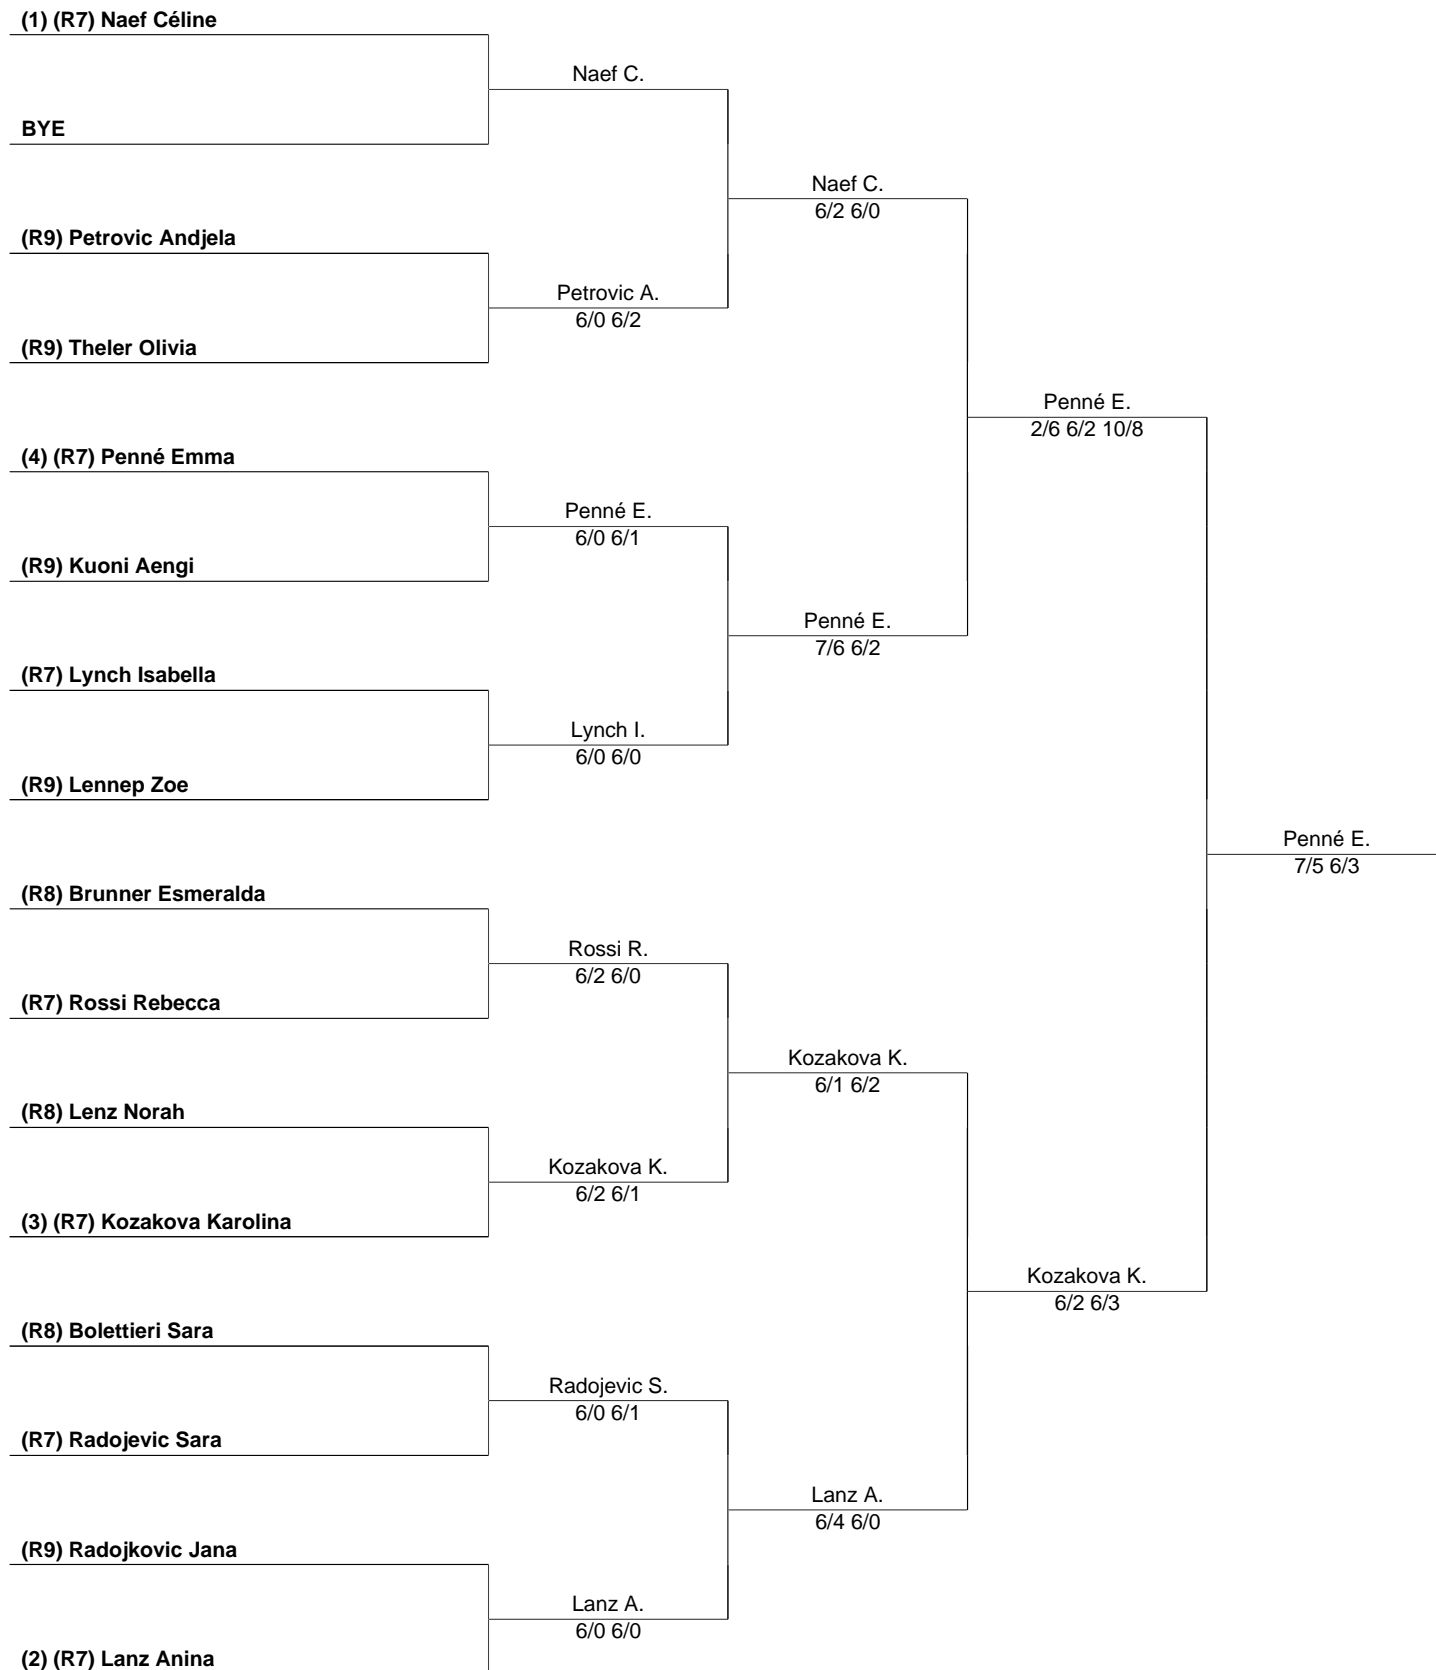 (1) (R7) Naef Céline
Naef C.
BYE
Naef C.
6/2 6/0
(R9) Petrovic Andjela
Petrovic A.
6/0 6/2
(R9) Theler Olivia
Penné E.
2/6 6/2 10/8
(4) (R7) Penné Emma
Penné E.
6/0 6/1
(R9) Kuoni Aengi
Penné E.
7/6 6/2
(R7) Lynch Isabella
Lynch I.
6/0 6/0
(R9) Lennep Zoe
Penné E.
7/5 6/3
(R8) Brunner Esmeralda
Rossi R.
6/2 6/0
(R7) Rossi Rebecca
Kozakova K.
6/1 6/2
(R8) Lenz Norah
Kozakova K.
6/2 6/1
(3) (R7) Kozakova Karolina
Kozakova K.
6/2 6/3
(R8) Bolettieri Sara
Radojevic S.
6/0 6/1
(R7) Radojevic Sara
Lanz A.
6/4 6/0
(R9) Radojkovic Jana
Lanz A.
6/0 6/0
(2) (R7) Lanz Anina